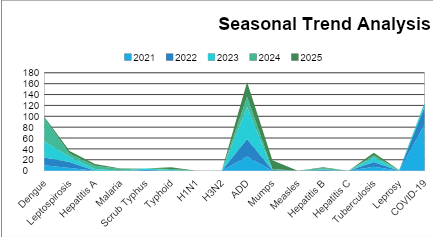 Seasonal Trend Analysis
2021 2022 2023 2024 2025
180
160
140
120
100
80
60
40
20
0
Dengue
Leptospirosis
Hepatitis A
Malaria
Scrub Typhus
Typhoid
H1N1
H3N2
ADD
Mumps
Measles
Hepatitis B
Hepatitis C
Tuberculosis
Leprosy
COVID-19